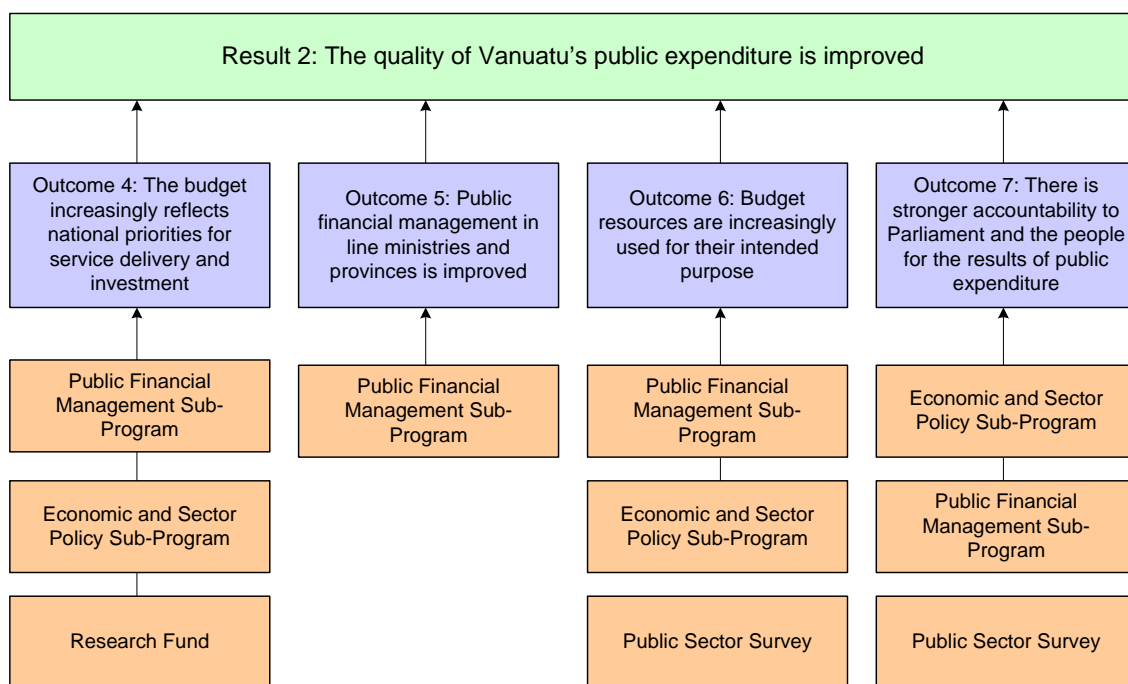 Result 2: The quality of Vanuatu’s public expenditure is improved
Outcome 4: The budget
increasingly reflects
national priorities for
service delivery and
investment
Outcome 5: Public
financial management in
line ministries and
provinces is improved
Outcome 6: Budget
resources are increasingly
used for their intended
purpose
Outcome 7: There is
stronger accountability to
Parliament and the people
for the results of public
expenditure
Public Financial
Management Sub-
Program
Public Financial
Management Sub-
Program
Public Financial
Management Sub-
Program
Economic and Sector
Policy Sub-Program
Economic and Sector
Policy Sub-Program
Economic and Sector
Policy Sub-Program
Public Financial
Management Sub-
Program
Research Fund
Public Sector Survey
Public Sector Survey